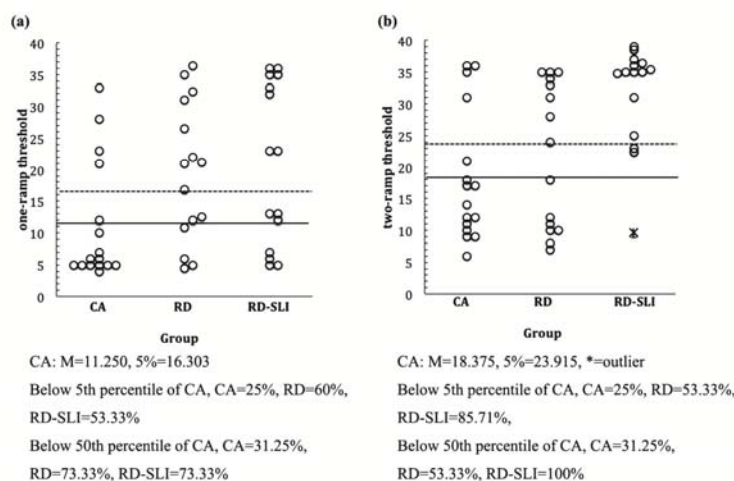 (a)
one-ramp threshold
40
35
30
25
20
15
10
5
0
CA RD RD-SLI
Group
CA: M=11.250, 5%=16.303
Below 5th percentile of CA, CA=25%, RD=60%,
RD-SLI=53.33%
Below 50th percentile of CA, CA=31.25%,
RD=73.33%, RD-SLI=73.33%
(b)
two-ramp threshold
40
35
30
25
20
15
10
5
0
CA RD RD-SLI
Group
CA: M=18.375, 5%=23.915, *=outlier
Below 5th percentile of CA, CA=25%, RD=53.33%,
RD-SLI=85.71%,
Below 50th percentile of CA, CA=31.25%,
RD=53.33%, RD-SLI=100%